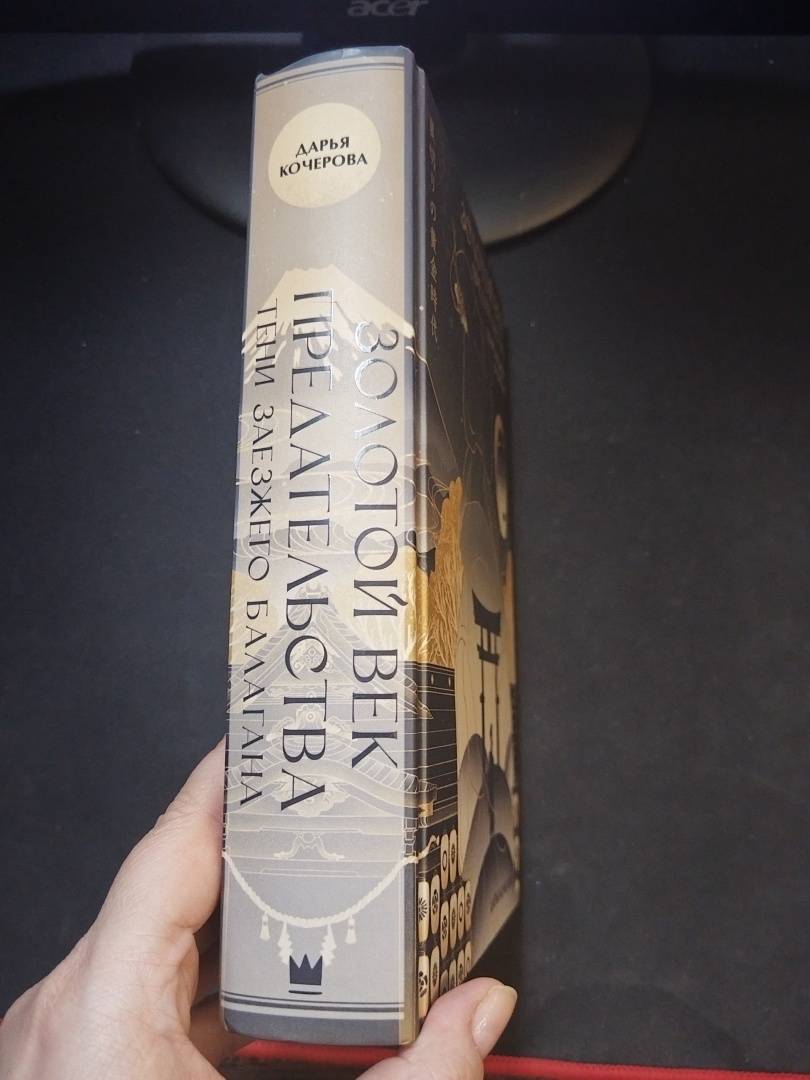 acer
ДАРЬЯ
КОЧЕРОВА
ЗОЛОТОЙ ВЕК
ПРЕДАТЕЛЬСТВА
ТЕНИ ЗАЕЗЖЕГО БАЛАГАНА